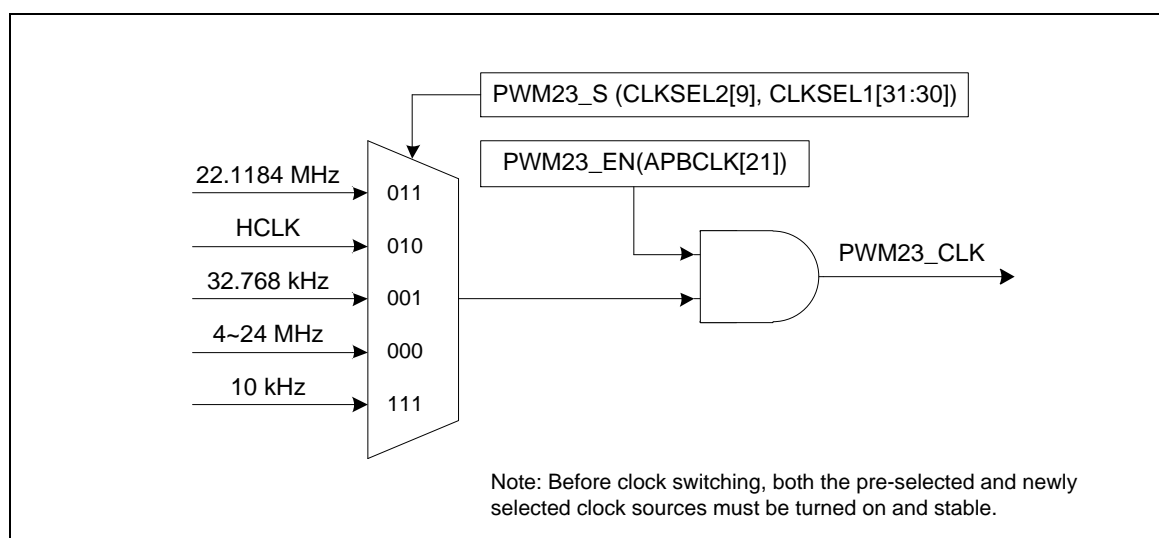 PWM23_S (CLKSEL2[9], CLKSEL1[31:30])
PWM23_EN(APBCLK[21])
22.1184 MHz
011
HCLK
010
PWM23_CLK
32.768 kHz
001
4~24 MHz
000
10 kHz
111
Note: Before clock switching, both the pre-selected and newly
selected clock sources must be turned on and stable.